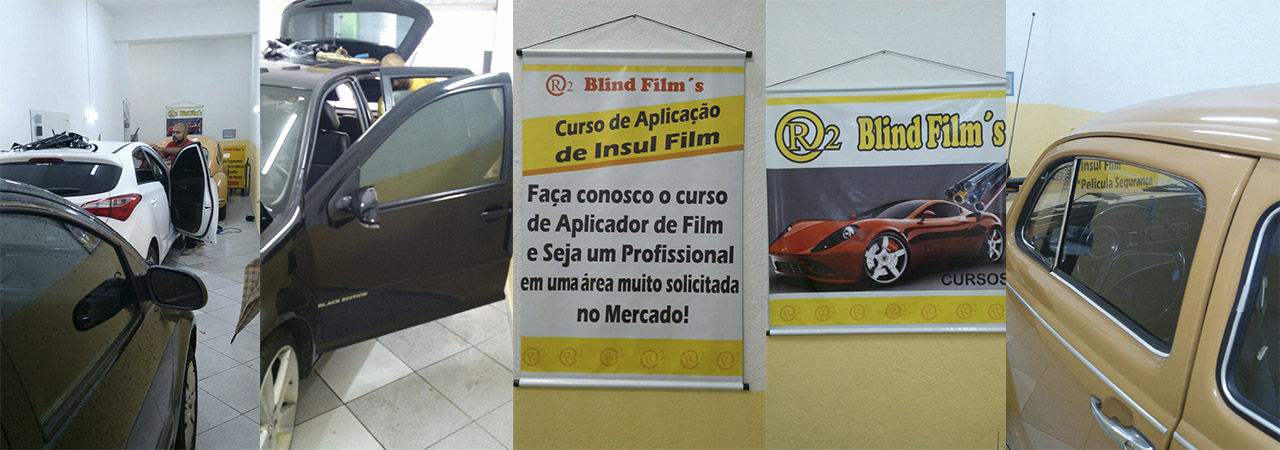 BLACK EDITION
R2 Blind Film´s
Curso de Aplicação
de Insul Film
Faça conosco o curso
de Aplicador de Film
e Seja um Profissional
em uma área muito solicitada
no Mercado!
R2 Blind Film´s
CURSOS
Insul Film
*Película Segurança